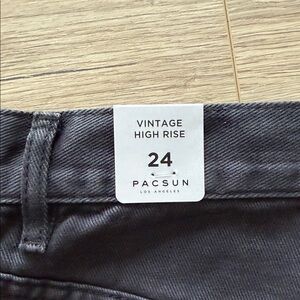 VINTAGE
HIGH RISE
24
PACSUN
LOS ANGELES